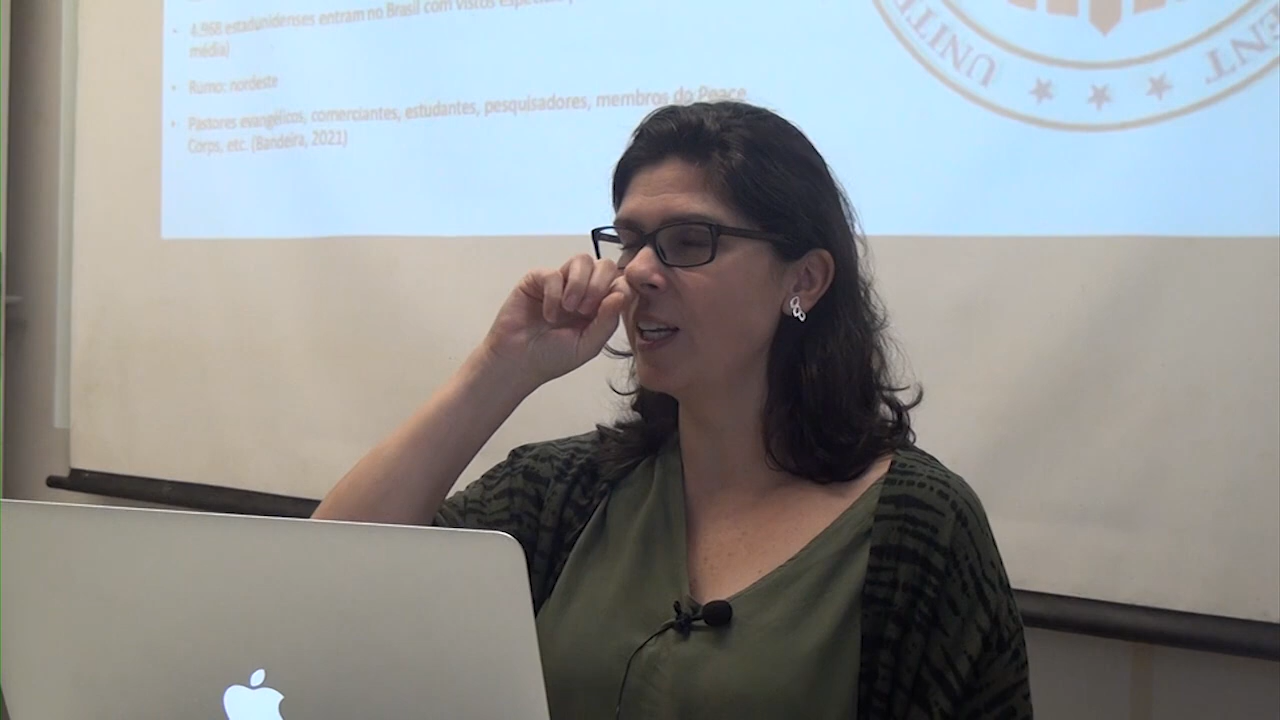 4.968 estadunidenses entram no Brasil com vistos especiais
média)
Rumo: nordeste
Pastores evangélicos, comerciantes, estudantes, pesquisadores, membros do Peace
Corps, etc. (Bandeira, 2021)
UNIT
ENT